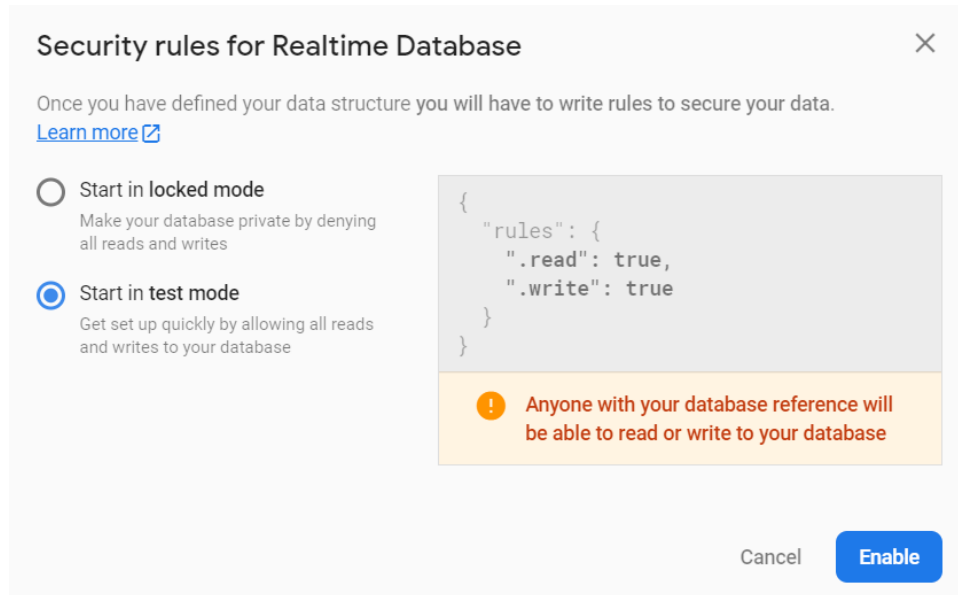 Security rules for Realtime Database
Once you have defined your data structure you will have to write rules to secure your data.
Learn more
Start in locked mode
Make your database private by denying
all reads and writes
Start in test mode
Get set up quickly by allowing all reads
and writes to your database
{
"rules": {
".read": true,
".write": true
}
}
! Anyone with your database reference will
be able to read or write to your database
Cancel Enable